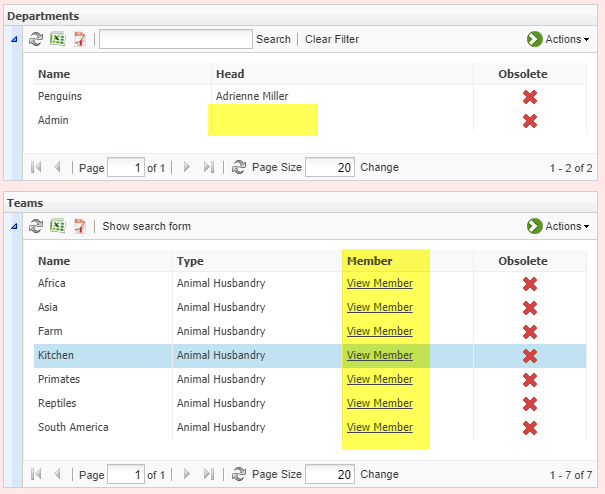 Departments
Search Clear Filter Actions
Name Head Obsolete
Penguins Adrienne Miller
Admin
Page 1 of 1 Page Size 20 Change 1 - 2 of 2
Teams
Show search form Actions
Name Type Member Obsolete
Africa Animal Husbandry View Member
Asia Animal Husbandry View Member
Farm Animal Husbandry View Member
Kitchen Animal Husbandry View Member
Primates Animal Husbandry View Member
Reptiles Animal Husbandry View Member
South America Animal Husbandry View Member
Page 1 of 1 Page Size 20 Change 1 - 7 of 7